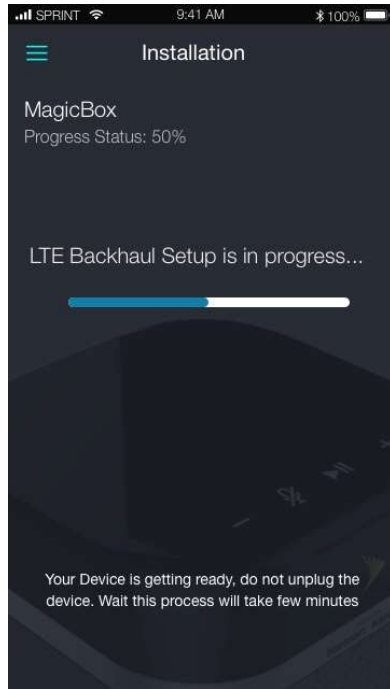 SPRINT 9:41 AM 100%
Installation
MagicBox
Progress Status: 50%
LTE Backhaul Setup is in progress...
Your Device is getting ready, do not unplug the
device. Wait this process will take few minutes